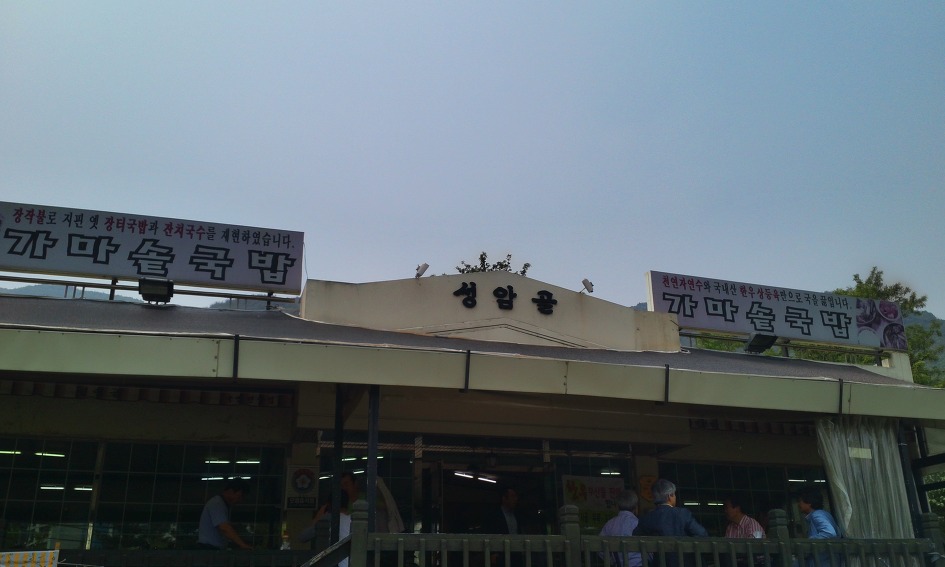 장작불로 지핀 옛 장터국밥과 잔치국수를 재현하였습니다.
가마솥국밥
성암골
천연자연수와 국내산 한우 상등육만으로 국을 끓입니다
가마솥국밥